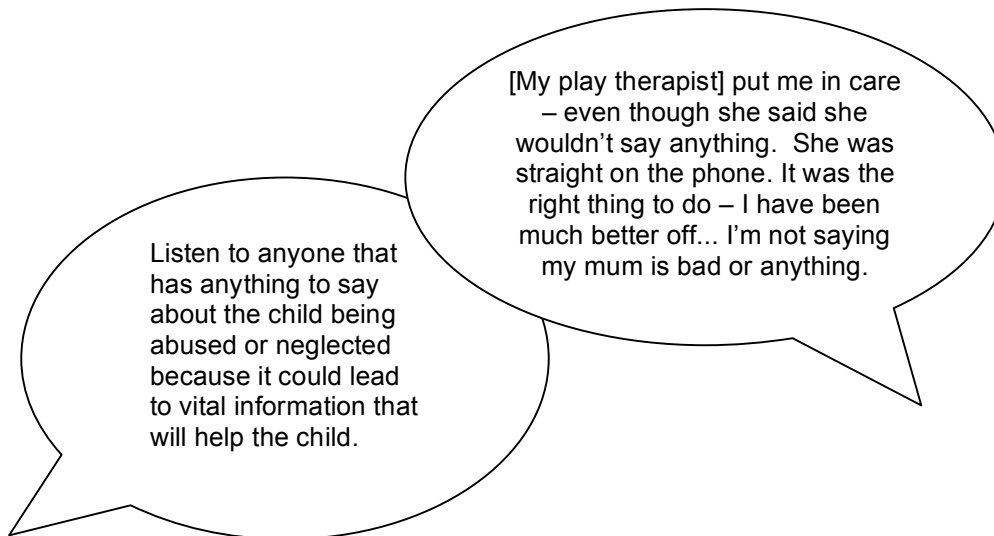 [My play therapist] put me in care
– even though she said she
wouldn’t say anything.  She was
straight on the phone. It was the
right thing to do – I have been
much better off... I’m not saying
my mum is bad or anything.
Listen to anyone that
has anything to say
about the child being
abused or neglected
because it could lead
to vital information that
will help the child.